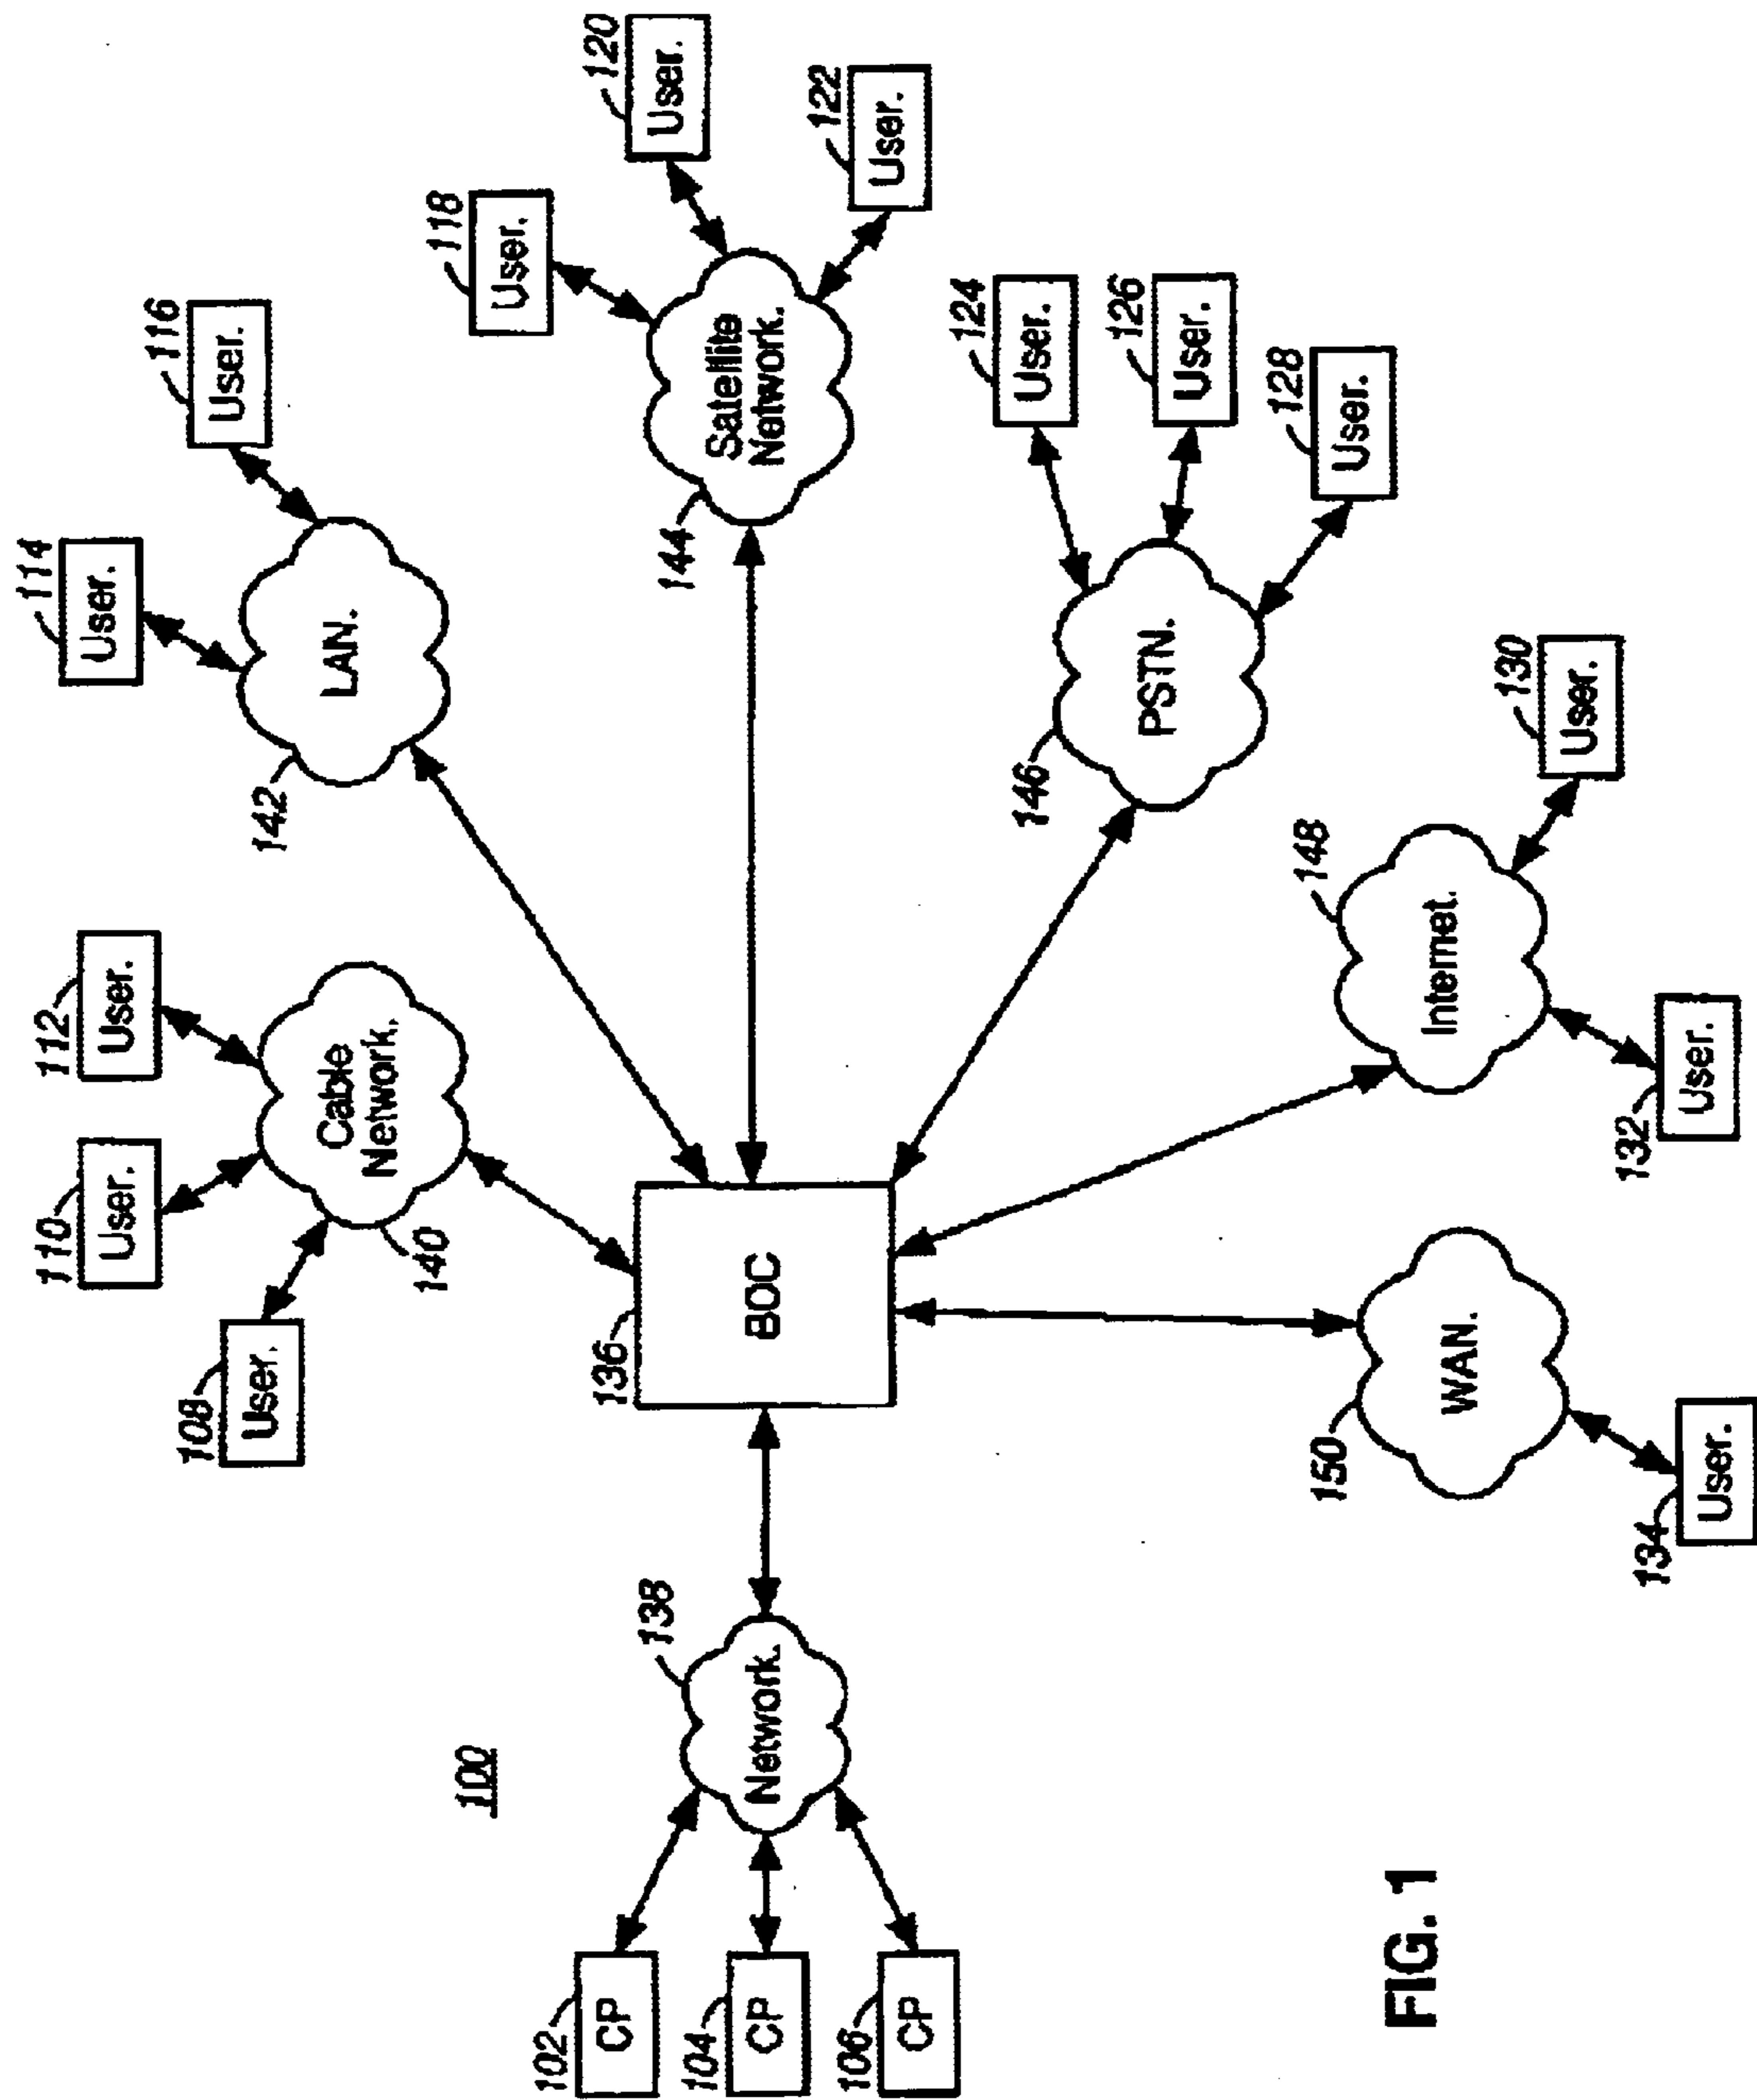 100
102
CP
104
CP
106
CP
138
Network.
136
BOC
108
User.
110
User.
112
User.
140
Cable
Network.
114
User.
116
User.
142
LAN.
118
User.
120
User.
122
User.
144
Satellite
Network.
124
User.
126
User.
128
User.
146
PSTN.
130
User.
132
User.
148
Internet.
134
User.
150
WAN.
FIG. 1